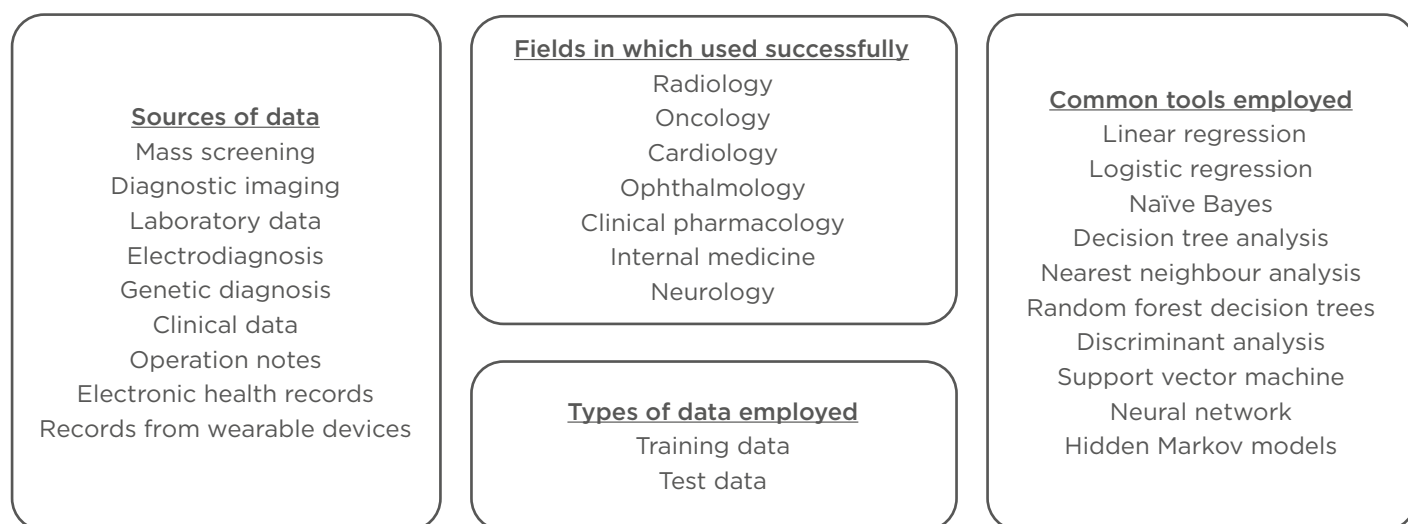 Sources of data
Mass screening
Diagnostic imaging
Laboratory data
Electrodiagnosis
Genetic diagnosis
Clinical data
Operation notes
Electronic health records
Records from wearable devices
Fields in which used successfully
Radiology
Oncology
Cardiology
Ophthalmology
Clinical pharmacology
Internal medicine
Neurology
Types of data employed
Training data
Test data
Common tools employed
Linear regression
Logistic regression
Naïve Bayes
Decision tree analysis
Nearest neighbour analysis
Random forest decision trees
Discriminant analysis
Support vector machine
Neural network
Hidden Markov models